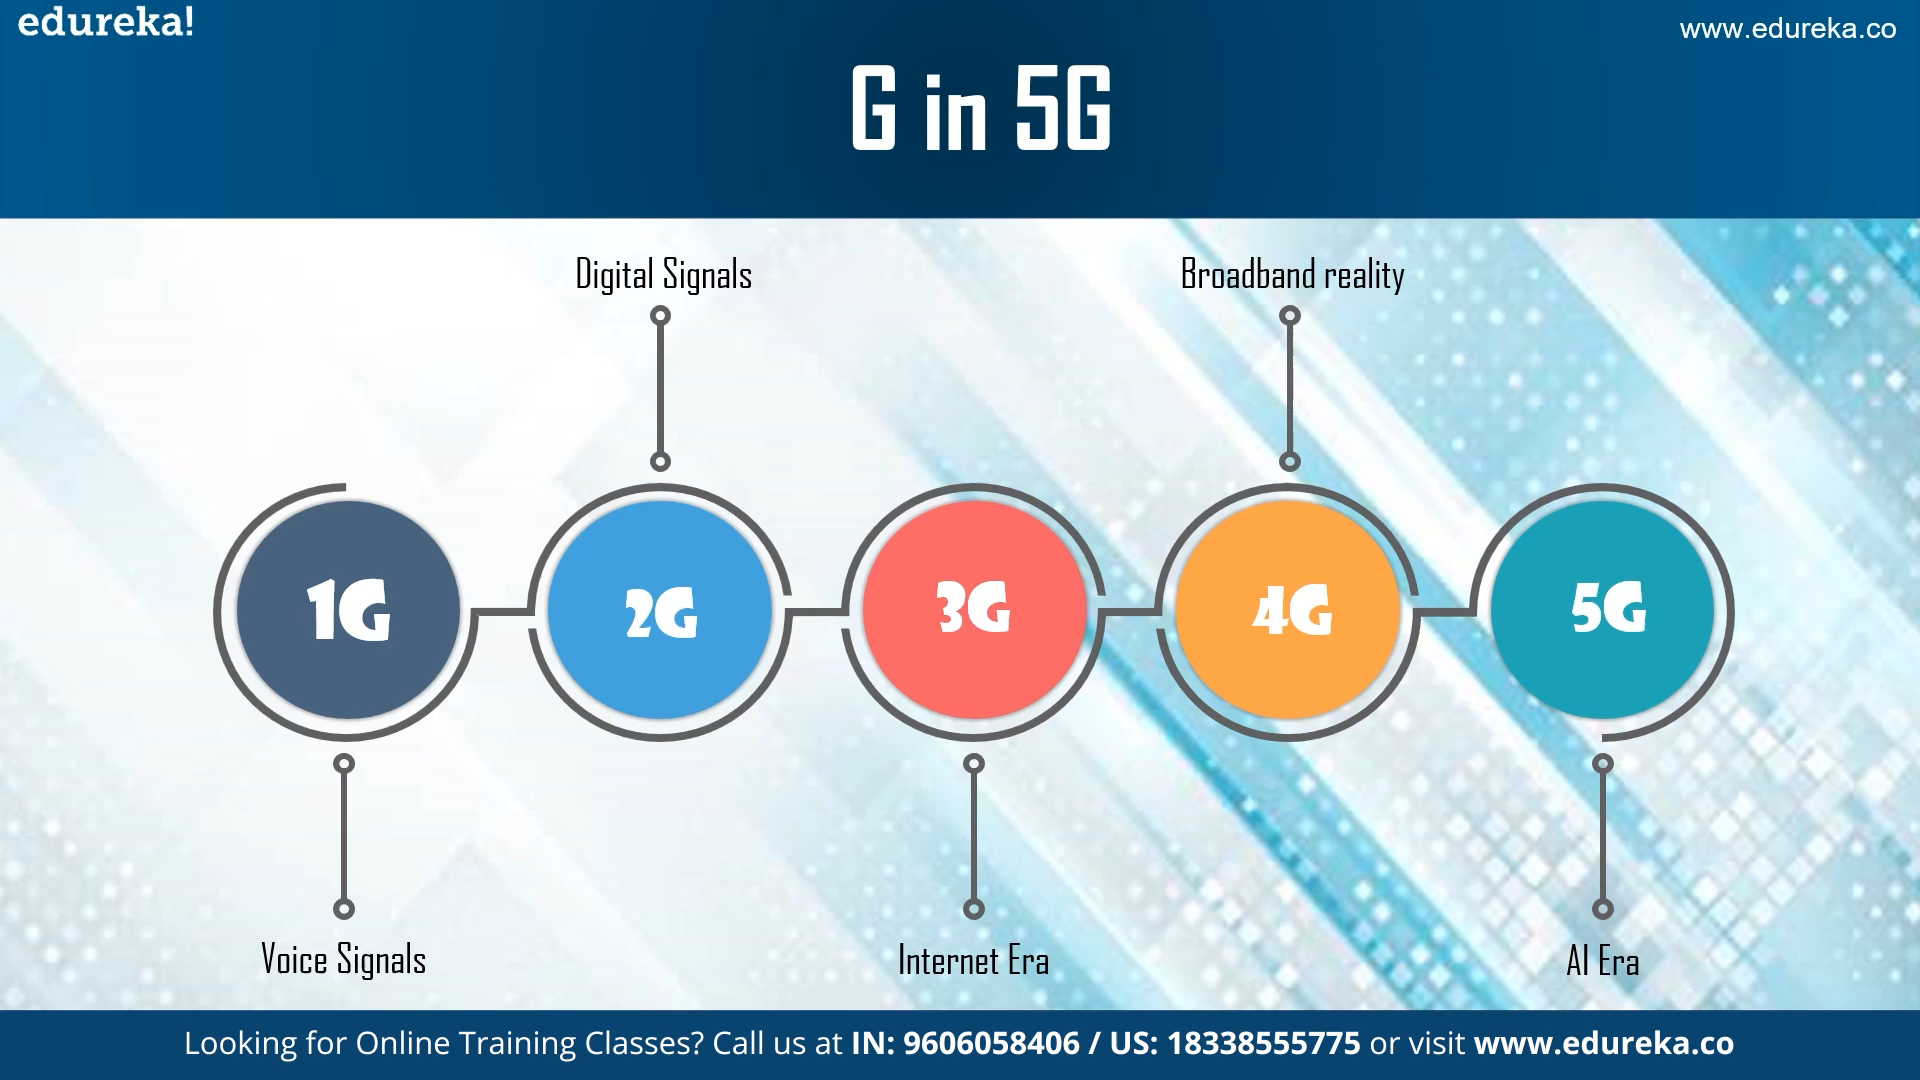 edureka!
www.edureka.co
G in 5G
Digital Signals
Broadband reality
1G
2G
3G
4G
5G
Voice Signals
Internet Era
AI Era
Looking for Online Training Classes? Call us at IN: 9606058406 / US: 18338555775 or visit www.edureka.co